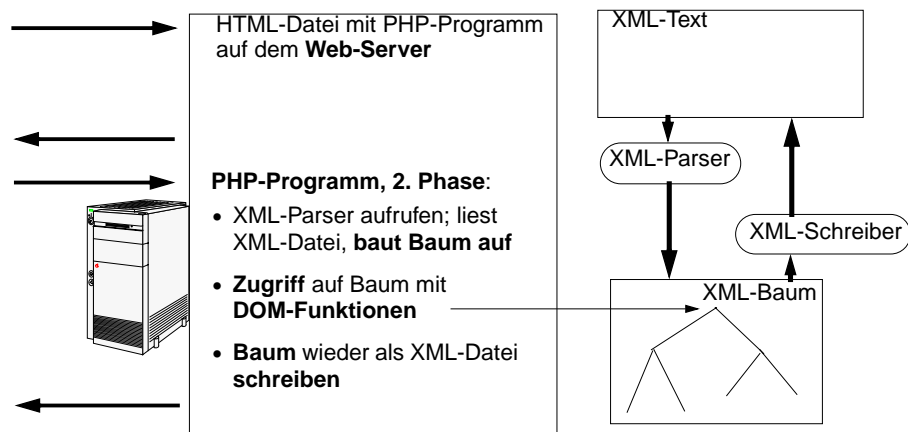 HTML-Datei mit PHP-Programm
auf dem Web-Server
PHP-Programm, 2. Phase:
• XML-Parser aufrufen; liest
XML-Datei, baut Baum auf
• Zugriff auf Baum mit
DOM-Funktionen
• Baum wieder als XML-Datei
schreiben
XML-Text
XML-Parser
XML-Schreiber
XML-Baum